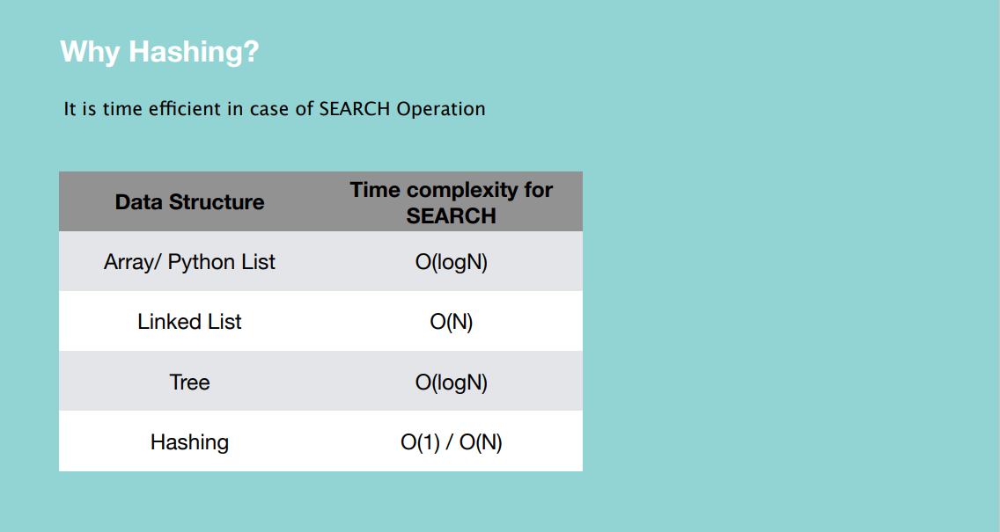 Why Hashing?
It is time efficient in case of SEARCH Operation
Data Structure
Time complexity for
SEARCH
Array/ Python List
O(logN)
Linked List
O(N)
Tree
O(logN)
Hashing
O(1) / O(N)